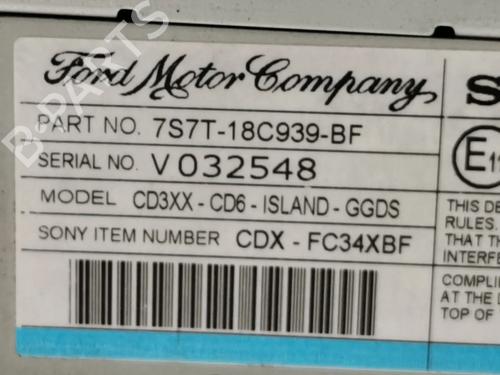 Ford Motor Company
PART NO. 7S7T-18C939-BF
SERIAL NO. V032548
MODEL CD3XX - CD6 - ISLAND - GGDS
SONY ITEM NUMBER CDX - FC34XBF
S
E1
THIS DE
RULES.
THAT TH
INTERFE
COMPLI
AT THE
TOP OF
B-PARTS